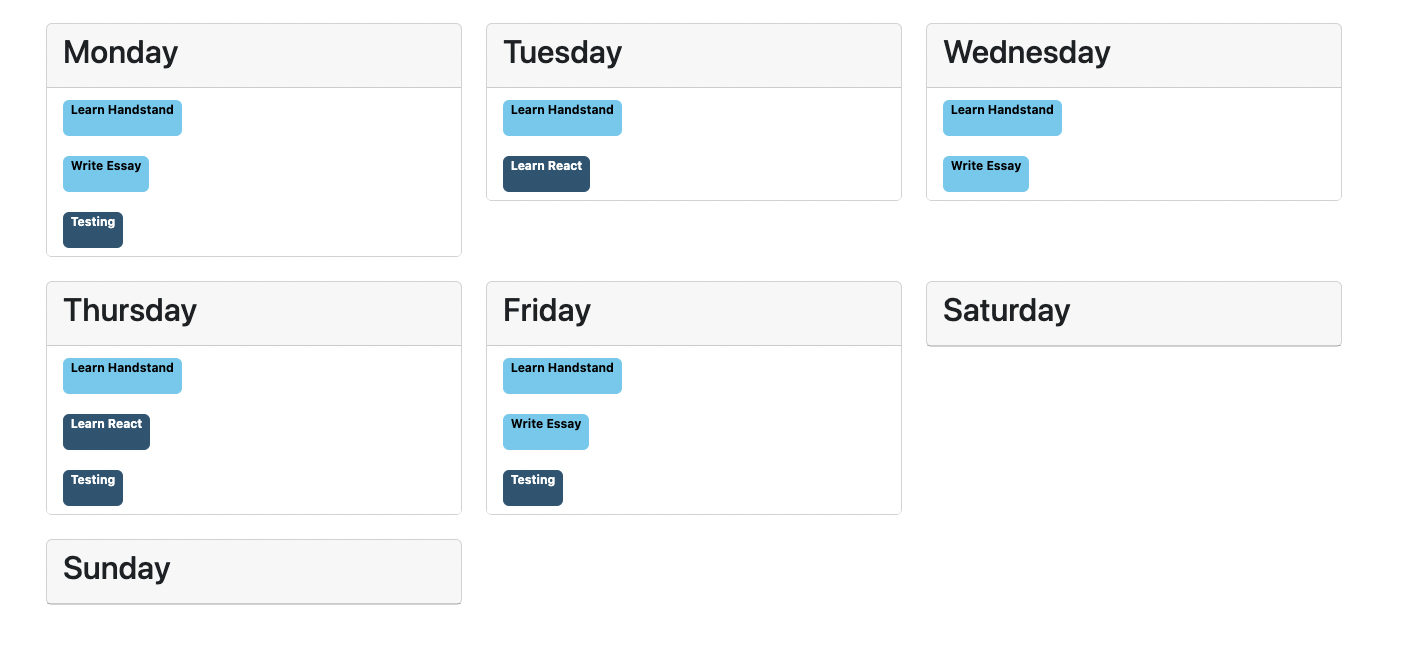 Monday
Learn Handstand
Write Essay
Testing
Tuesday
Learn Handstand
Learn React
Wednesday
Learn Handstand
Write Essay
Thursday
Learn Handstand
Learn React
Testing
Friday
Learn Handstand
Write Essay
Testing
Saturday
Sunday